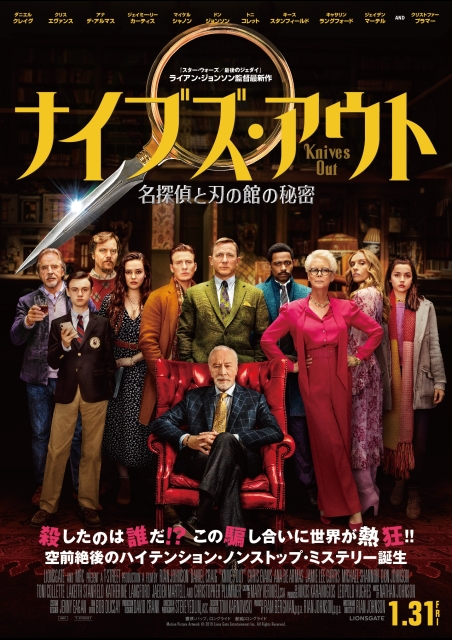 ダニエル クレイグ クリス エヴァンス アナ デ・アルマス ジェイミー・リー カーティス マイケル シャノン ドン ジョンソン トニ コレット キース スタンフィールド キャサリン ラングフォード ジェイデン マーテル AND クリストファー プラマー
『スター・ウォーズ／最後のジェダイ』
ライアン・ジョンソン監督最新作
ナイブズ・アウト
Knives
Out
名探偵と刃の館の秘密
殺したのは誰だ!? この騙し合いに世界が熱狂!!
空前絶後のハイテンション・ノンストップ・ミステリー誕生
LIONSGATE
1.31 FRI